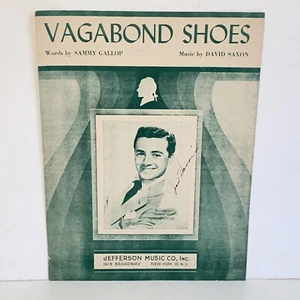 VAGABOND SHOES
Words by SAMMY GALLOP Music by DAVID SAXON
JEFFERSON MUSIC CO., Inc.
1619 BROADWAY NEW YORK 19, N.Y.